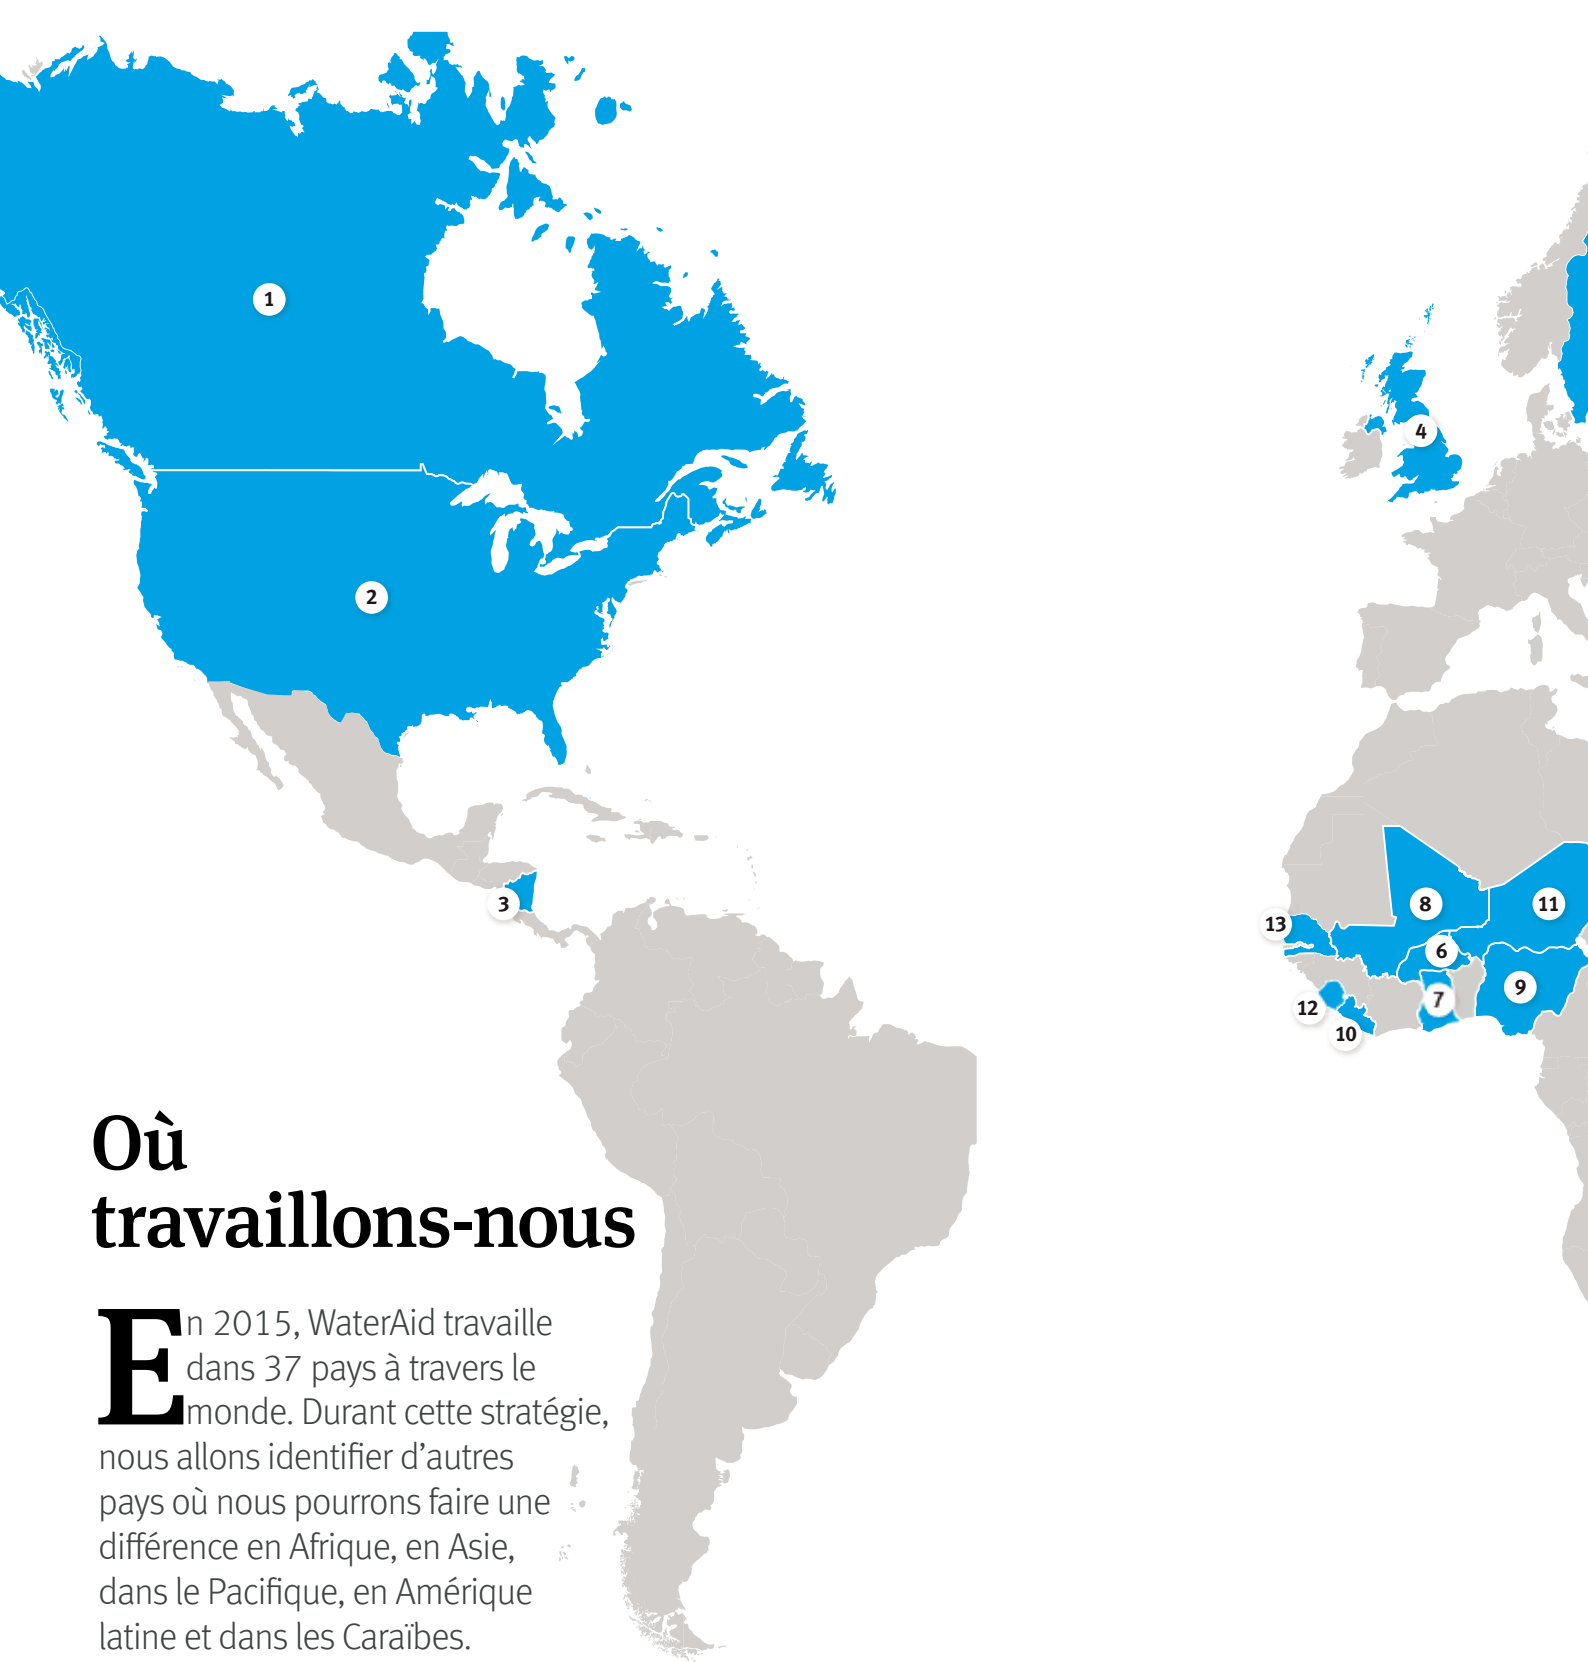 1
2
3
4
8
11
13
6
9
7
12
10
Où
travaillons-nous
En 2015, WaterAid travaille
dans 37 pays à travers le
monde. Durant cette stratégie,
nous allons identifier d’autres
pays où nous pourrons faire une
différence en Afrique, en Asie,
dans le Pacifique, en Amérique
latine et dans les Caraïbes.